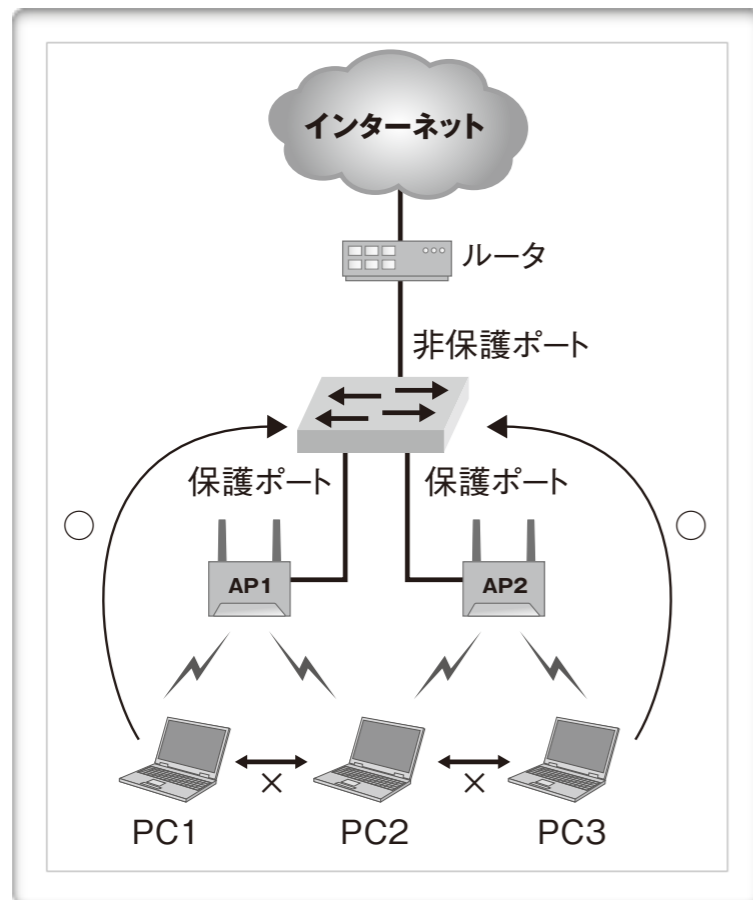 インターネット
ルータ
非保護ポート
保護ポート
保護ポート
○
○
AP1
AP2
×
×
PC1
PC2
PC3